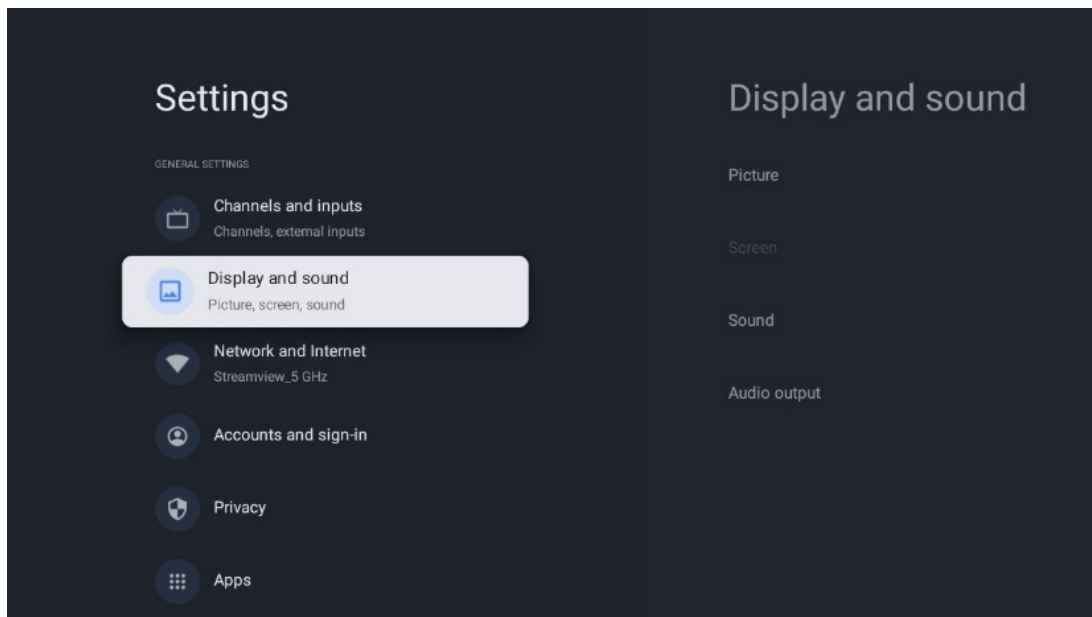 Settings
GENERAL SETTINGS
Channels and inputs
Channels, external inputs
Display and sound
Picture, screen, sound
Network and Internet
Streamview_5 GHz
Accounts and sign-in
Privacy
Apps
Display and sound
Picture
Screen
Sound
Audio output